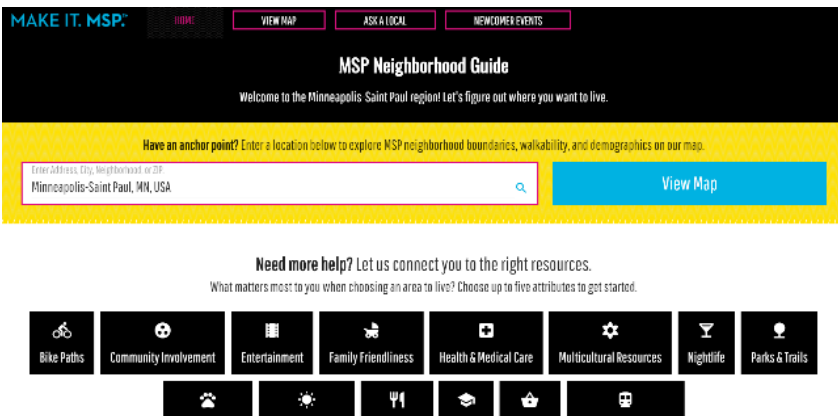 MAKE IT. MSP. HOME VIEW MAP ASK A LOCAL NEWCOMER EVENTS
MSP Neighborhood Guide
Welcome to the Minneapolis Saint Paul region! Let's figure out where you want to live.
Have an anchor point? Enter a location below to explore MSP neighborhood boundaries, walkability, and demographics on our map.
Enter Address, City, Neighborhood or ZIP.
Minneapolis-Saint Paul, MN, USA
View Map
Need more help? Let us connect you to the right resources.
What matters most to you when choosing an area to live? Choose up to five attributes to get started.
Bike Paths Community Involvement Entertainment Family Friendliness Health & Medical Care Multicultural Resources Nightlife Parks & Trails